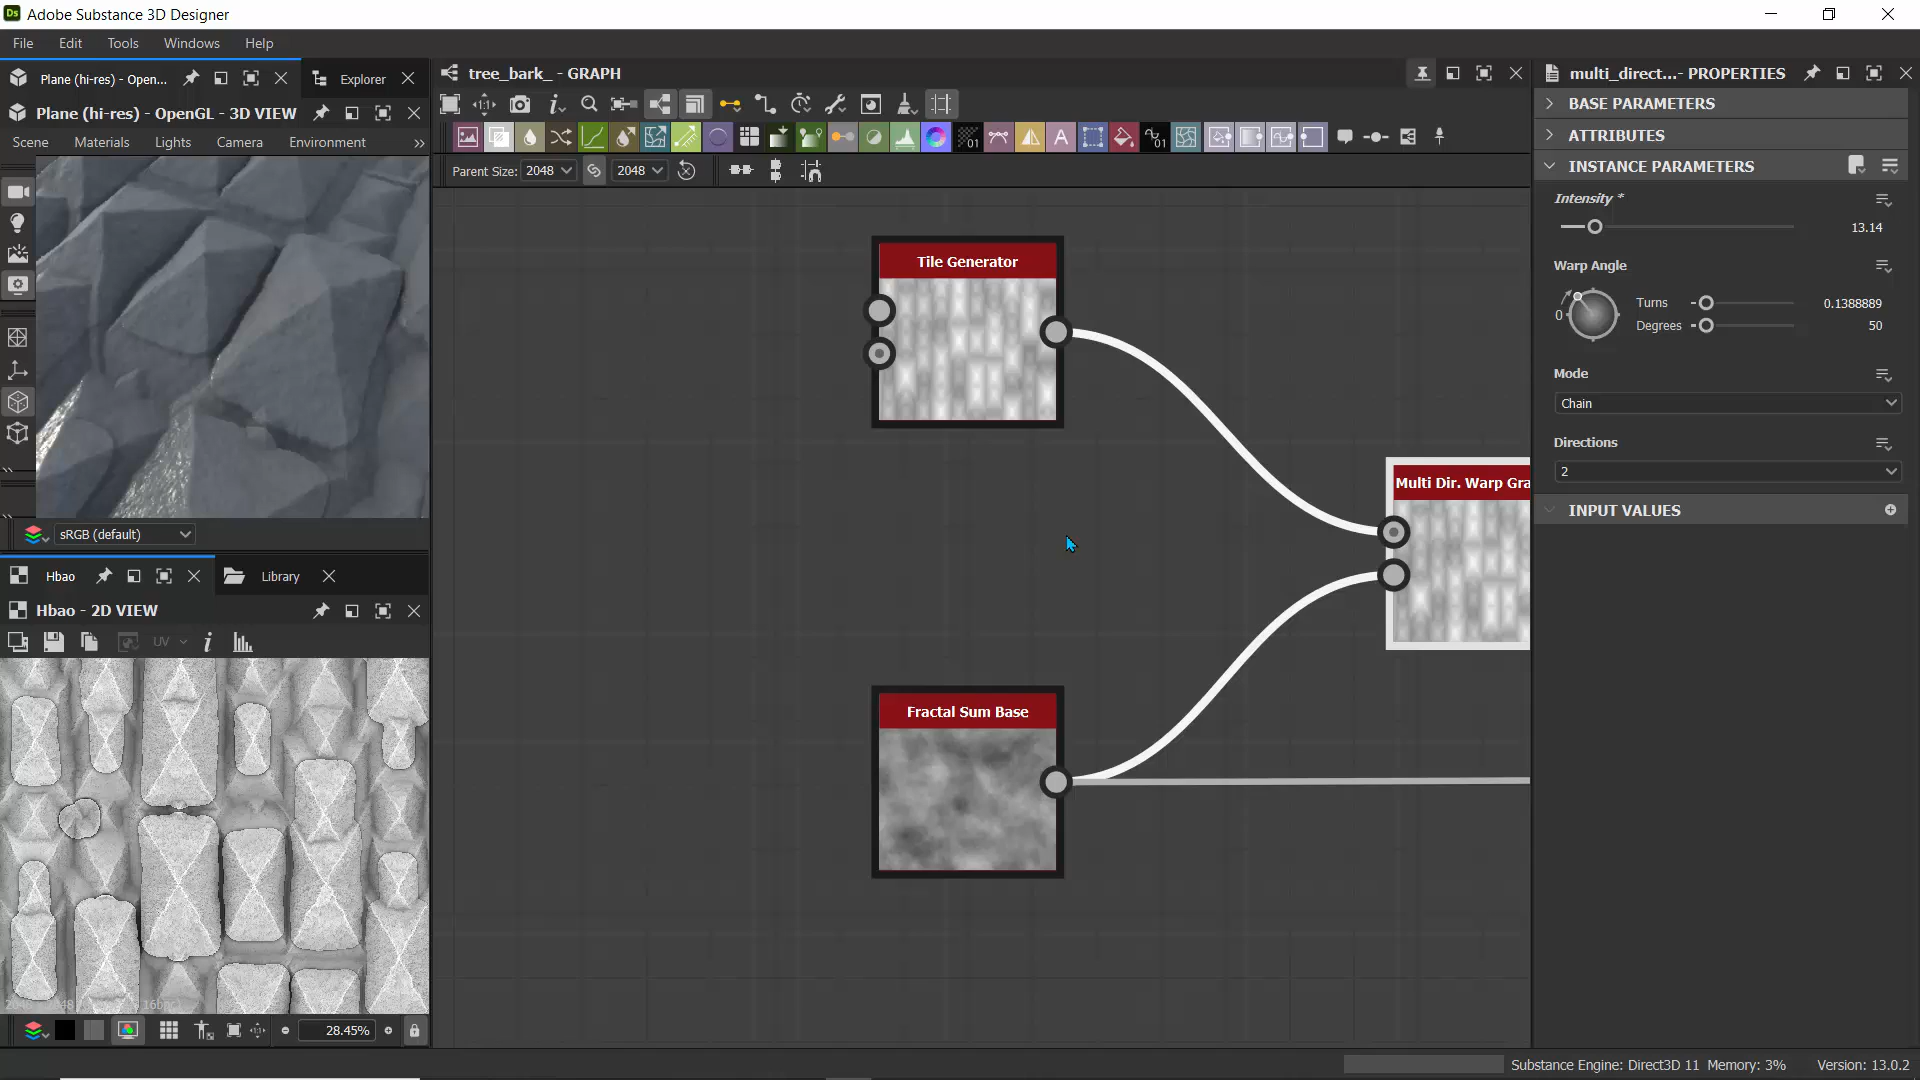 Ds Adobe Substance 3D Designer
File Edit Tools Windows Help
Plane (hi-res) - Open...
Explorer
Plane (hi-res) - OpenGL - 3D VIEW
Scene Materials Lights Camera Environment
sRGB (default)
Hbao
Library
Hbao - 2D VIEW
UV
28.45%
tree_bark_ - GRAPH
Parent Size: 2048 2048
Tile Generator
Multi Dir. Warp Gra
Fractal Sum Base
multi_direct...- PROPERTIES
BASE PARAMETERS
ATTRIBUTES
INSTANCE PARAMETERS
Intensity *
13.14
Warp Angle
0
Turns 0.1388889
Degrees 50
Mode
Chain
Directions
2
INPUT VALUES
Substance Engine: Direct3D 11 Memory: 3% Version: 13.0.2